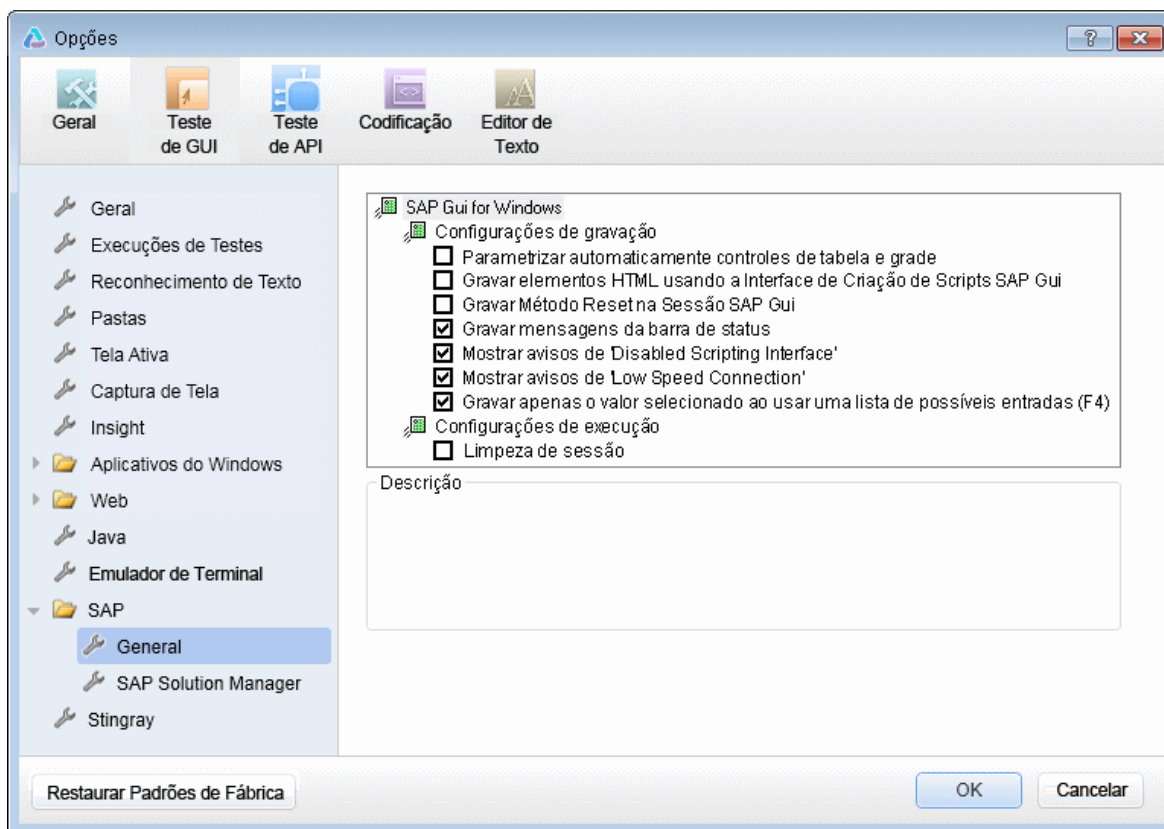 Opções
?
Geral
Teste
de GUI
Teste
de API
Codificação
Editor de
Texto
Geral
Execuções de Testes
Reconhecimento de Texto
Pastas
Tela Ativa
Captura de Tela
Insight
Aplicativos do Windows
Web
Java
Emulador de Terminal
SAP
General
SAP Solution Manager
Stingray
SAP Gui for Windows
Configurações de gravação
Parametrizar automaticamente controles de tabela e grade
Gravar elementos HTML usando a Interface de Criação de Scripts SAP Gui
Gravar Método Reset na Sessão SAP Gui
Gravar mensagens da barra de status
Mostrar avisos de 'Disabled Scripting Interface'
Mostrar avisos de 'Low Speed Connection'
Gravar apenas o valor selecionado ao usar uma lista de possíveis entradas (F4)
Configurações de execução
Limpeza de sessão
Descrição
Restaurar Padrões de Fábrica
OK
Cancelar